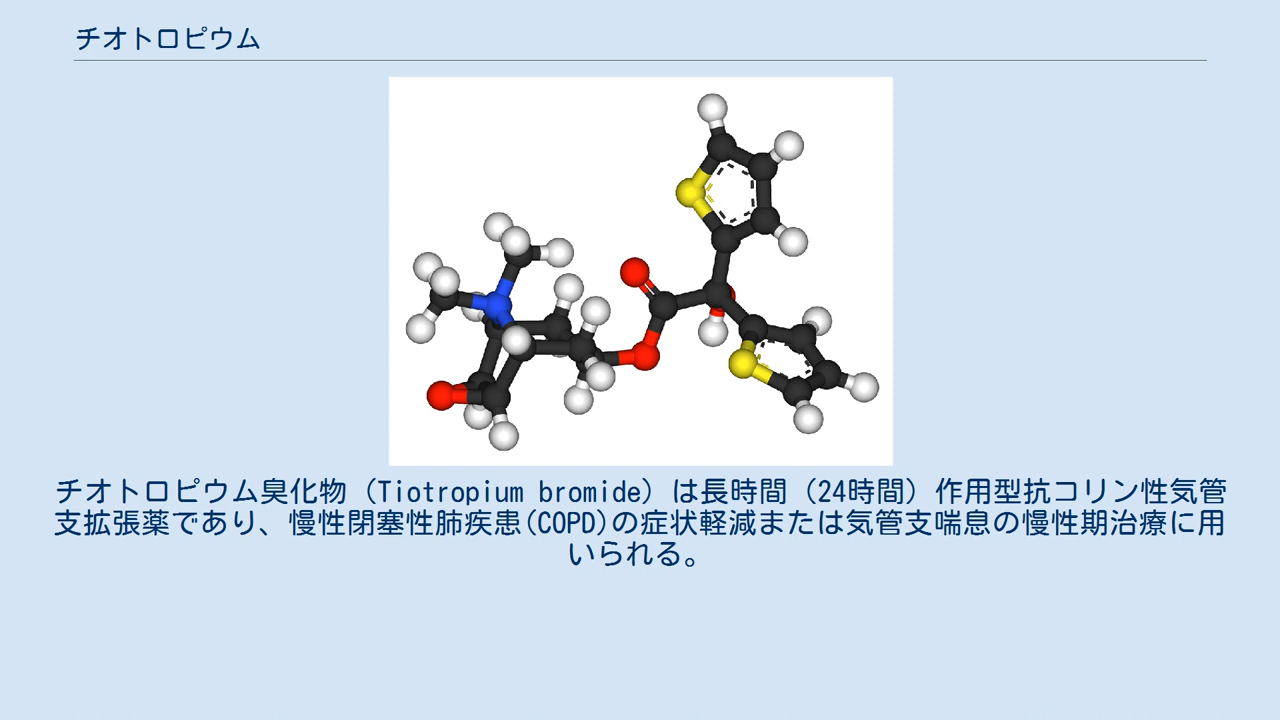 チオトロピウム
チオトロピウム臭化物（Tiotropium bromide）は長時間（24時間）作用型抗コリン性気管
支拡張薬であり、慢性閉塞性肺疾患(COPD)の症状軽減または気管支喘息の慢性期治療に用
いられる。